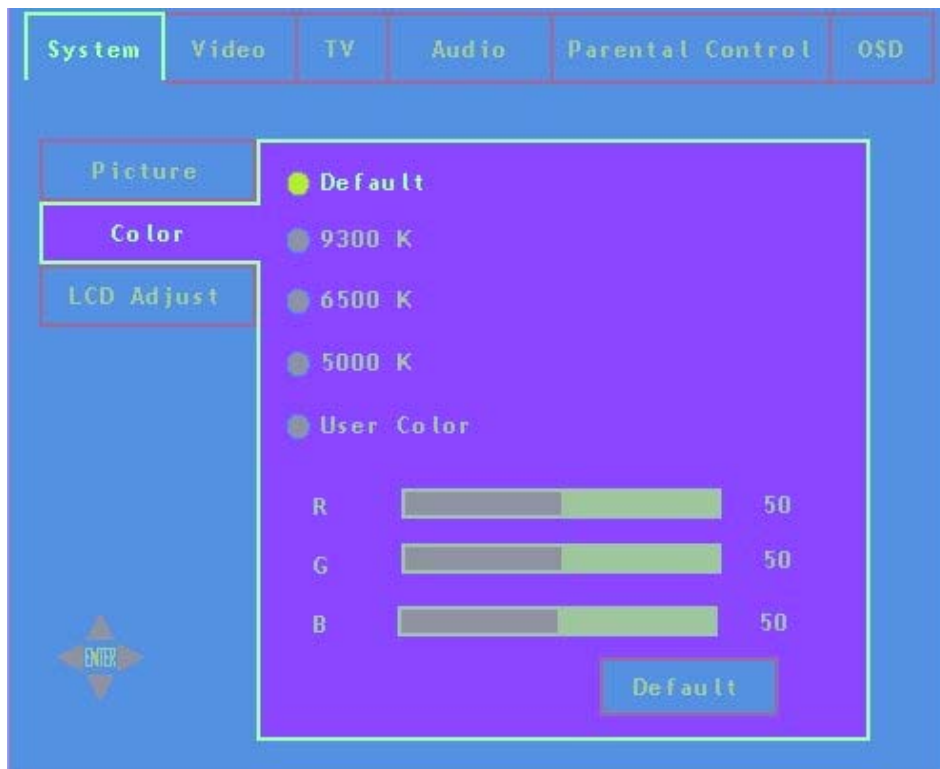 System Video TV Audio Parental Control OSD
Picture
Color
LCD Adjust
Default
9300 K
6500 K
5000 K
User Color
R 50
G 50
B 50
Default
ENTER